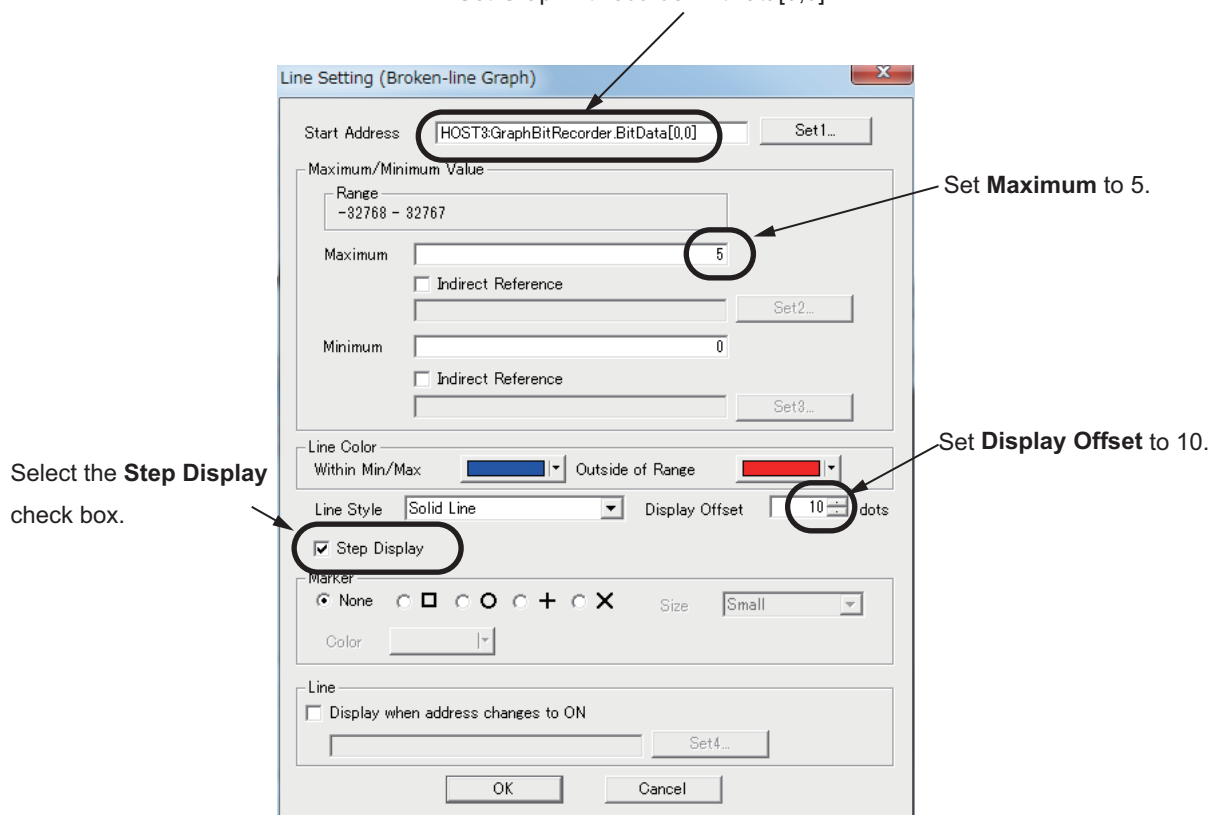 Line Setting (Broken-line Graph)
X
Start Address HOST3:GraphBitRecorder.BitData[0,0] Set1...
Maximum/Minimum Value
Range
-32768 - 32767
Set Maximum to 5.
Maximum 5
Indirect Reference
Set2...
Minimum 0
Indirect Reference
Set3...
Line Color
Within Min/Max Outside of Range
Set Display Offset to 10.
Select the Step Display
check box.
Line Style Solid Line Display Offset 10 dots
Step Display
Marker
None Size Small
Color
Line
Display when address changes to ON
Set4...
OK Cancel